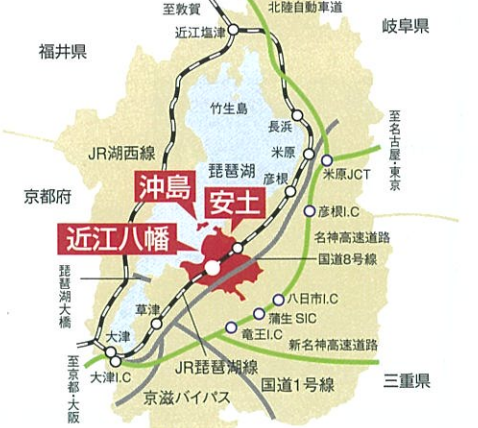 至敦賀
北陸自動車道
近江塩津
岐阜県
福井県
竹生島
長浜
至名古屋・東京
JR湖西線
米原
琵琶湖
米原JCT
彦根
沖島
京都府
安土
彦根I.C
近江八幡
名神高速道路
国道8号線
琵琶湖大橋
八日市I.C
草津
蒲生SIC
竜王I.C
大津
新名神高速道路
至京都・大阪
JR琵琶湖線
大津I.C
国道1号線
三重県
京滋バイパス